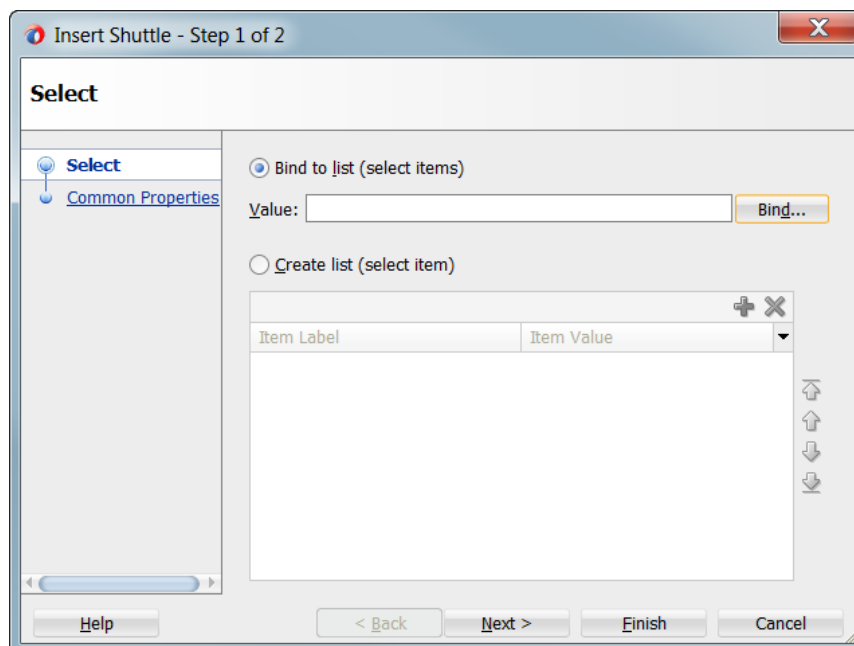 Insert Shuttle - Step 1 of 2
Select
Select
Common Properties
Bind to list (select items)
Value: Bind...
Create list (select item)
Item Label Item Value
Help < Back Next > Finish Cancel